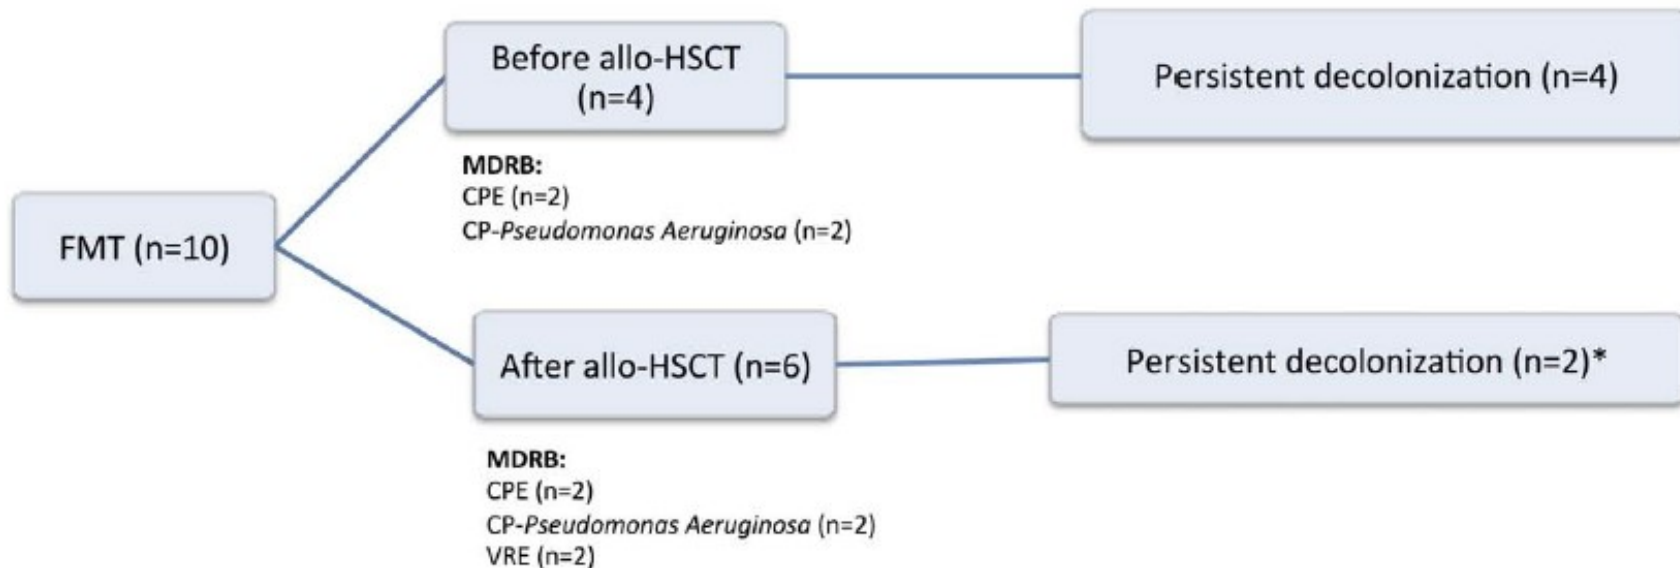 Before allo-HSCT
(n=4)
Persistent decolonization (n=4)
MDRB:
CPE (n=2)
CP-Pseudomonas Aeruginosa (n=2)
FMT (n=10)
After allo-HSCT (n=6)
Persistent decolonization (n=2)*
MDRB:
CPE (n=2)
CP-Pseudomonas Aeruginosa (n=2)
VRE (n=2)